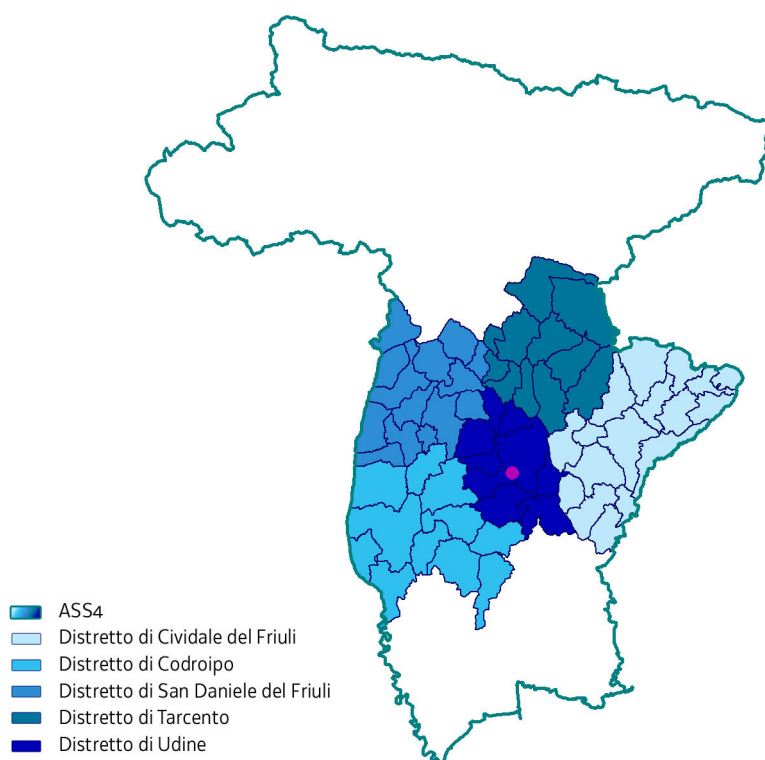 ASS4
Distretto di Cividale del Friuli
Distretto di Codroipo
Distretto di San Daniele del Friuli
Distretto di Tarcento
Distretto di Udine